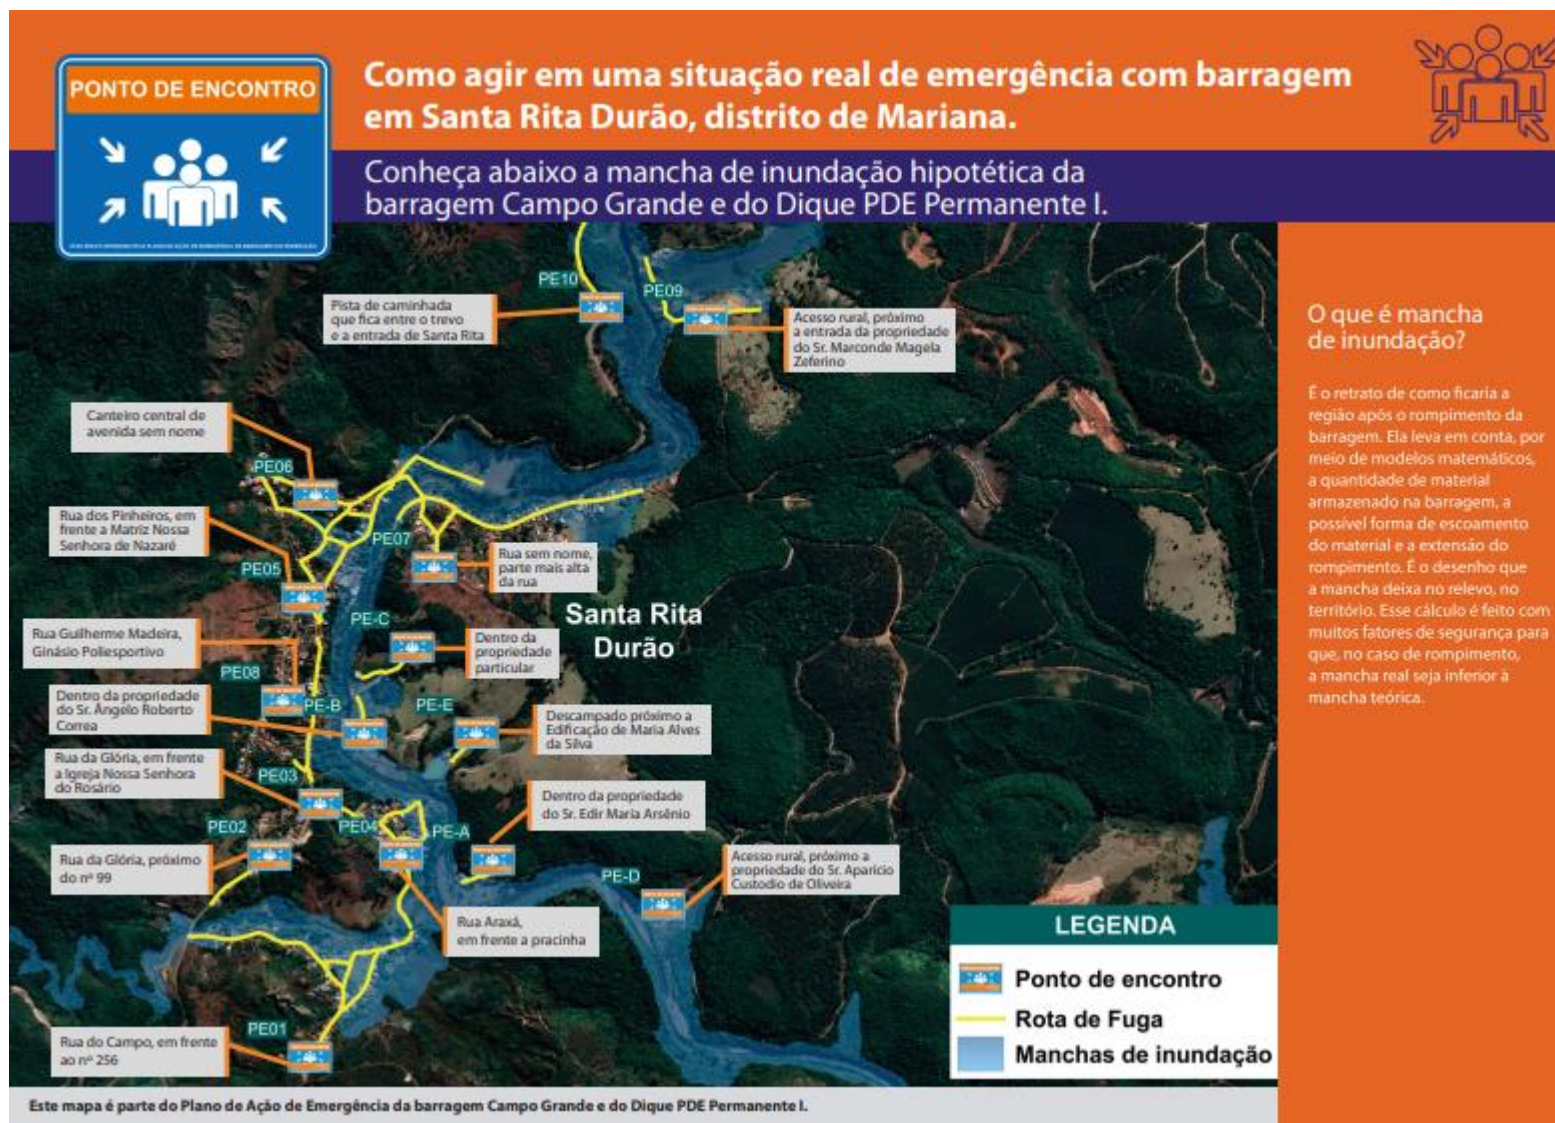 PONTO DE ENCONTRO
Como agir em uma situação real de emergência com barragem
em Santa Rita Durão, distrito de Mariana.
Conheça abaixo a mancha de inundação hipotética da
barragem Campo Grande e do Dique PDE Permanente I.
PE10
Pista de caminhada
que fica entre o trevo
e a entrada de Santa Rita
PE09
Acesso rural, próximo
a entrada da propriedade
do Sr. Marconde Magela
Zeferino
Canteiro central de
avenida sem nome
PE06
Rua dos Pinheiros, em
frente a Matriz Nossa
Senhora de Nazaré
PE05
PE07
Rua sem nome,
parte mais alta
da rua
Santa Rita
Durão
PE-C
Dentro da
propriedade
particular
Rua Guilherme Madeira,
Ginásio Poliesportivo
PE08
Dentro da propriedade
do Sr. Ângelo Roberto
Correa
PE-B
PE-E
Descampado próximo a
Edificação de Maria Alves
da Silva
Rua da Glória, em frente
a Igreja Nossa Senhora
do Rosário
PE03
Dentro da propriedade
do Sr. Edir Maria Arsênio
PE02
PE04
PE-A
Rua da Glória, próximo
do nº 99
PE-D
Acesso rural, próximo a
propriedade do Sr. Aparicio
Custodio de Oliveira
Rua Araxá,
em frente a pracinha
PE01
Rua do Campo, em frente
ao nº 256
LEGENDA
Ponto de encontro
Rota de Fuga
Manchas de inundação
Este mapa é parte do Plano de Ação de Emergência da barragem Campo Grande e do Dique PDE Permanente I.
O que é mancha
de inundação?
É o retrato de como ficaria a
região após o rompimento da
barragem. Ela leva em conta, por
meio de modelos matemáticos,
a quantidade de material
armazenado na barragem, a
possível forma de escoamento
do material e a extensão do
rompimento. É o desenho que
a mancha deixa no relevo, no
território. Esse cálculo é feito com
muitos fatores de segurança para
que, no caso de rompimento,
a mancha real seja inferior à
mancha teórica.